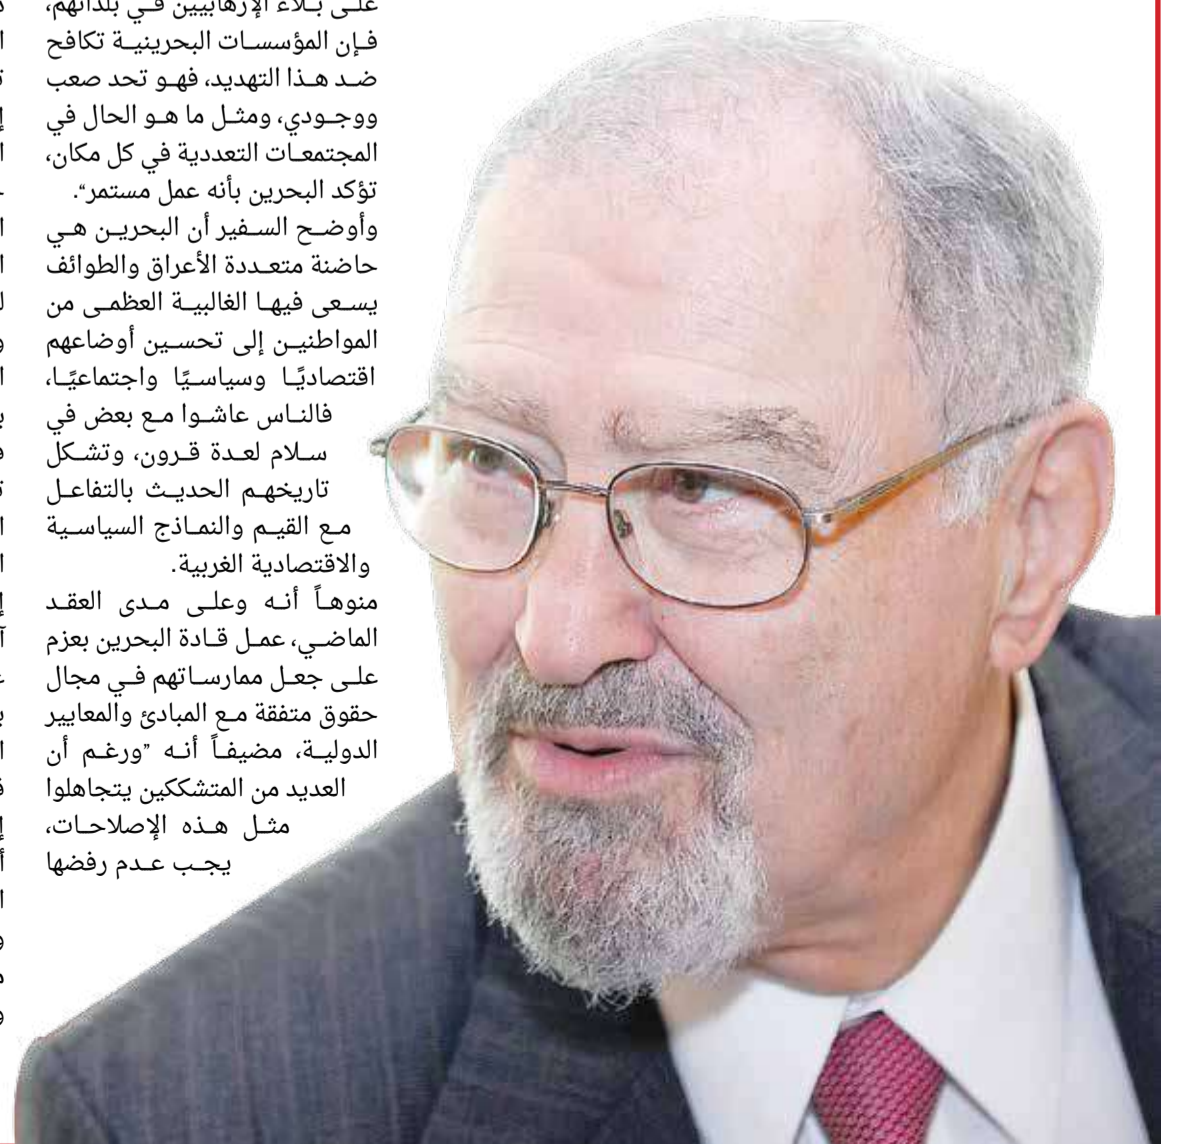 على بلاء الإرهابيين في بلدانهم،
فإن المؤسسات البحرينية تكافح
ضد هذا التهديد، فهو تحد صعب
ووجودي، ومثل ما هو الحال في
المجتمعات التعددية في كل مكان،
تؤكد البحرين بأنه عمل مستمر“.
وأوضح السفير أن البحرين هي
حاضنة متعددة الأعراق والطوائف
يسعى فيها الغالبية العظمى من
المواطنين إلى تحسين أوضاعهم
اقتصاديًا وسياسيًا واجتماعيًا،
فالناس عاشوا مع بعض في
سلام لعدة قرون، وتشكل
تاريخهم الحديث بالتفاعل
مع القيم والنماذج السياسية
والاقتصادية الغربية.
منوهاً أنه وعلى مدى العقد
الماضي، عمل قادة البحرين بعزم
على جعل ممارساتهم في مجال
حقوق متفقة مع المبادئ والمعايير
الدولية، مضيفاً أنه ”ورغم أن
العديد من المتشككين يتجاهلوا
مثل هذه الإصلاحات،
يجب عدم رفضها